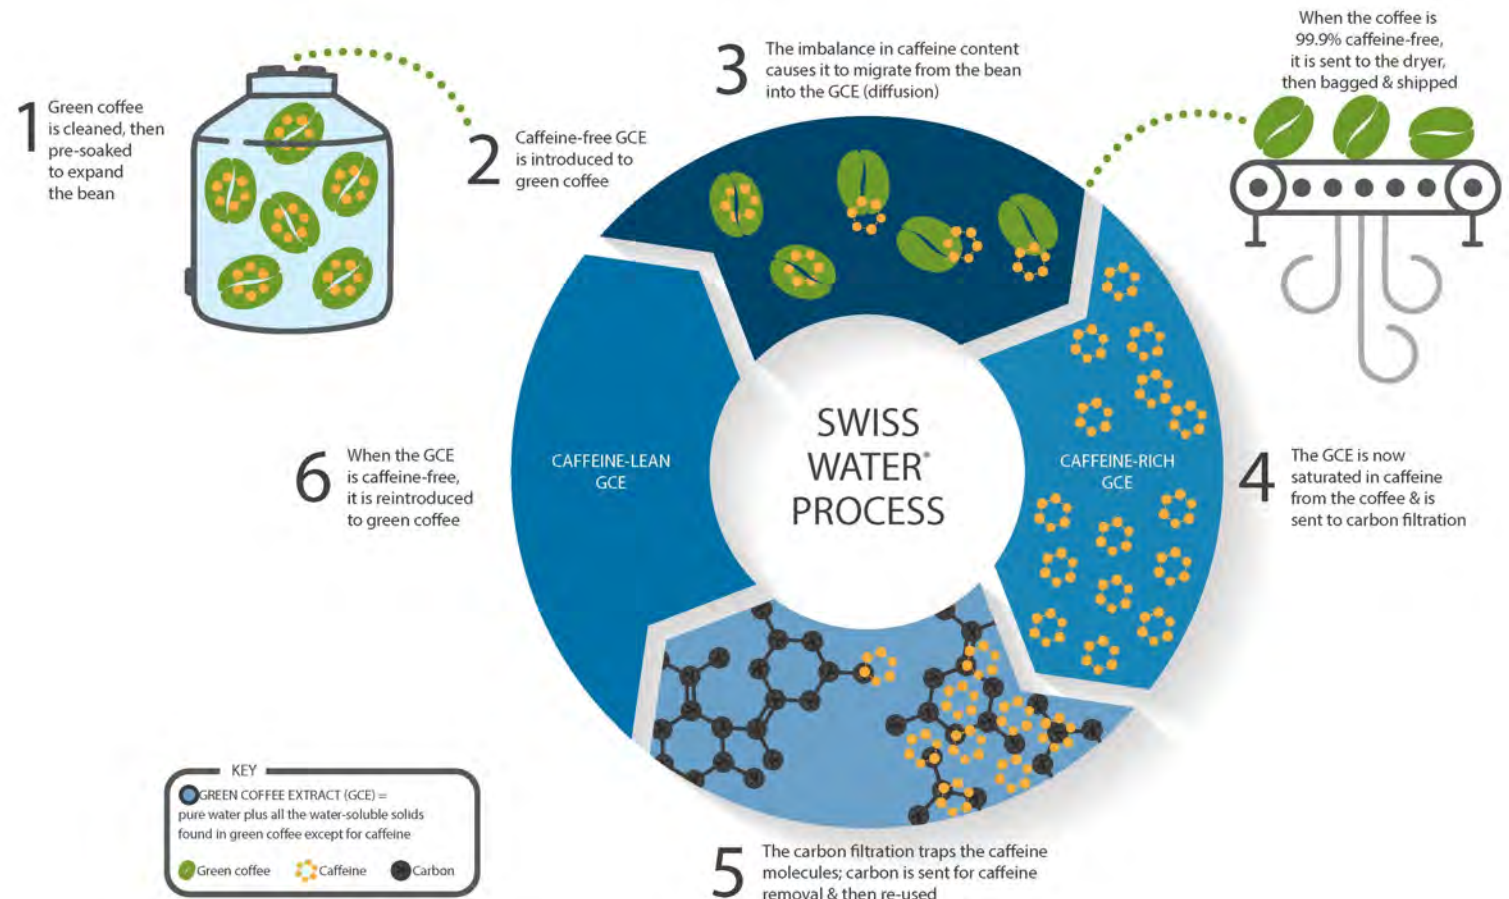 1
Green coffee
is cleaned, then
pre-soaked
to expand
the bean
2
Caffeine-free GCE
is introduced to
green coffee
3
The imbalance in caffeine content
causes it to migrate from the bean
into the GCE (diffusion)
When the coffee is
99.9% caffeine-free,
it is sent to the dryer,
then bagged & shipped
SWISS
WATER®
PROCESS
CAFFEINE-RICH
GCE
4
The GCE is now
saturated in caffeine
from the coffee & is
sent to carbon filtration
5
The carbon filtration traps the caffeine
molecules; carbon is sent for caffeine
removal & then re-used
6
When the GCE
is caffeine-free,
it is reintroduced
to green coffee
CAFFEINE-LEAN
GCE
KEY
GREEN COFFEE EXTRACT (GCE) =
pure water plus all the water-soluble solids
found in green coffee except for caffeine
Green coffee
Caffeine
Carbon